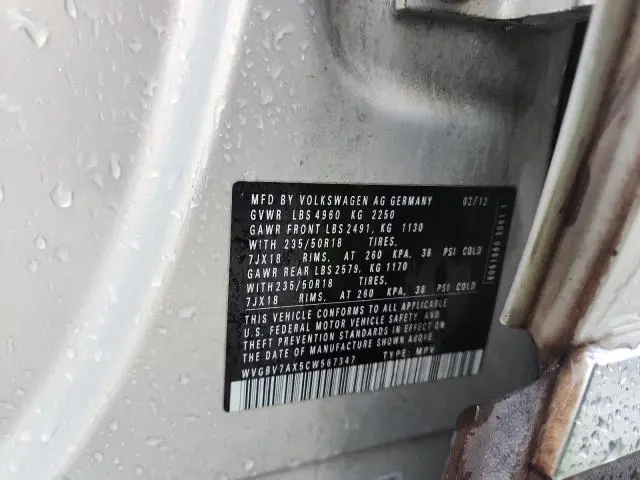 MFD BY VOLKSWAGEN AG GERMANY 02/12
GVWR LBS 4960 KG 2250
GAWR FRONT LBS 2491, KG 1130
WITH 235/50R18 TIRES.
7JX18 RIMS. AT 260 KPA, 38 PSI COLD
GAWR REAR LBS 2579, KG 1170
WITH 235/50R18 TIRES.
7JX18 RIMS. AT 260 KPA, 38 PSI COLD
THIS VEHICLE CONFORMS TO ALL APPLICABLE
U.S. FEDERAL MOTOR VEHICLE SAFETY AND
THEFT PREVENTION STANDARDS IN EFFECT ON
THE DATE OF MANUFACTURE SHOWN ABOVE.
WVGBV7AX5CW567347 TYPE: MPV